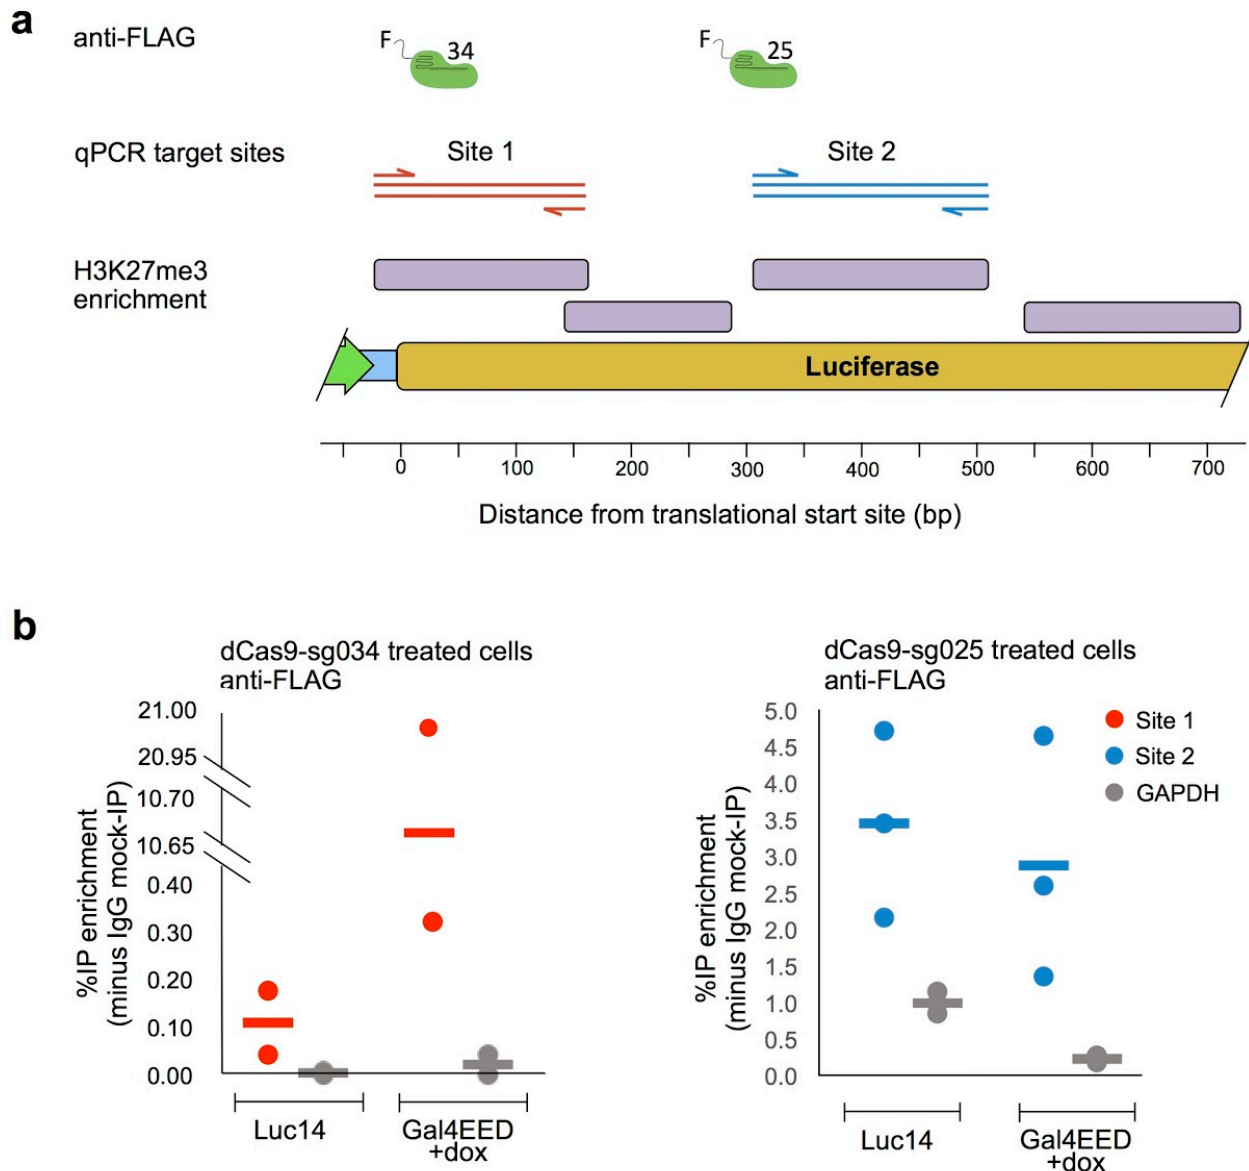 a
anti-FLAG
F 34
F 25
qPCR target sites
Site 1
Site 2
H3K27me3
enrichment
Luciferase
0 100 200 300 400 500 600 700
Distance from translational start site (bp)
b
dCas9-sg034 treated cells
anti-FLAG
%IP enrichment
(minus IgG mock-IP)
21.00
20.95
10.70
10.65
0.40
0.30
0.20
0.10
0.00
Luc14
Gal4EED
+dox
dCas9-sg025 treated cells
anti-FLAG
%IP enrichment
(minus IgG mock-IP)
5.0
4.5
4.0
3.5
3.0
2.5
2.0
1.5
1.0
0.5
0.0
Site 1
Site 2
GAPDH
Luc14
Gal4EED
+dox